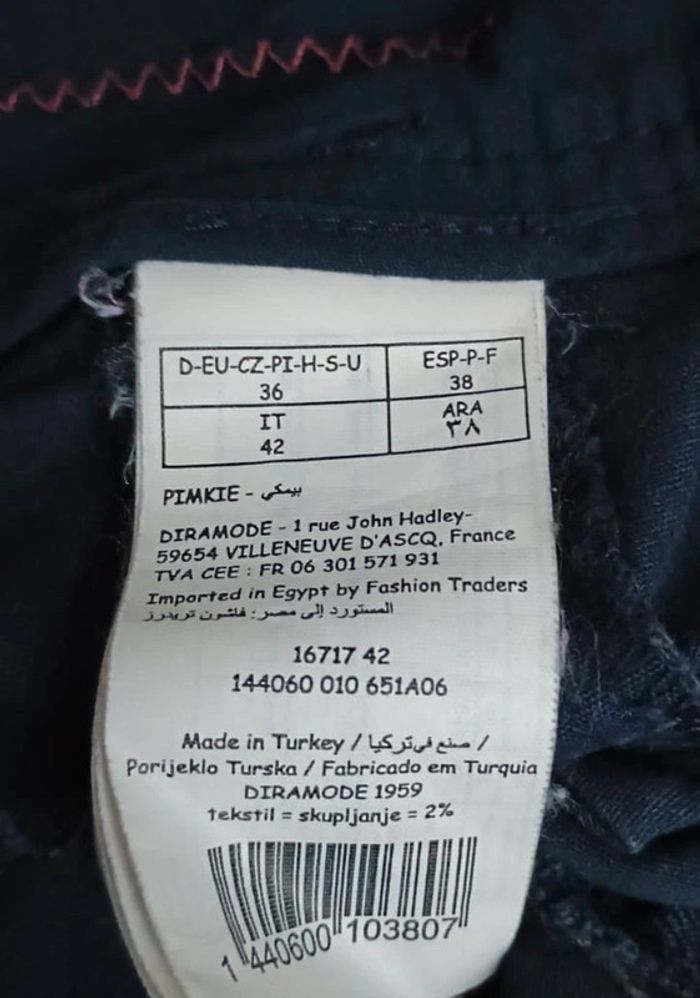 D-EU-CZ-PI-H-S-U
36
ESP-P-F
38
IT
42
ARA
٣٨
PIMKIE - بيمكي
DIRAMODE - 1 rue John Hadley-
59654 VILLENEUVE D'ASCQ, France
TVA CEE : FR 06 301 571 931
Imported in Egypt by Fashion Traders
المستورد إلى مصر: فاشون تريدرز
16717 42
144060 010 651A06
Made in Turkey / صنع في تركيا /
Porijeklo Turska / Fabricado em Turquia
DIRAMODE 1959
tekstil = skupljanje = 2%
1 440600 103807